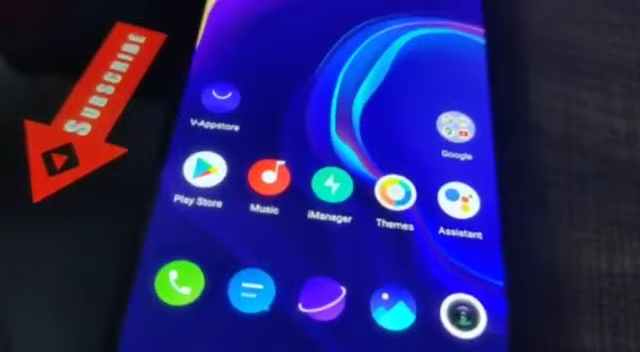 SUBSCRIBE
V-Appstore
Google
Play Store
Music
iManager
Themes
Assistant